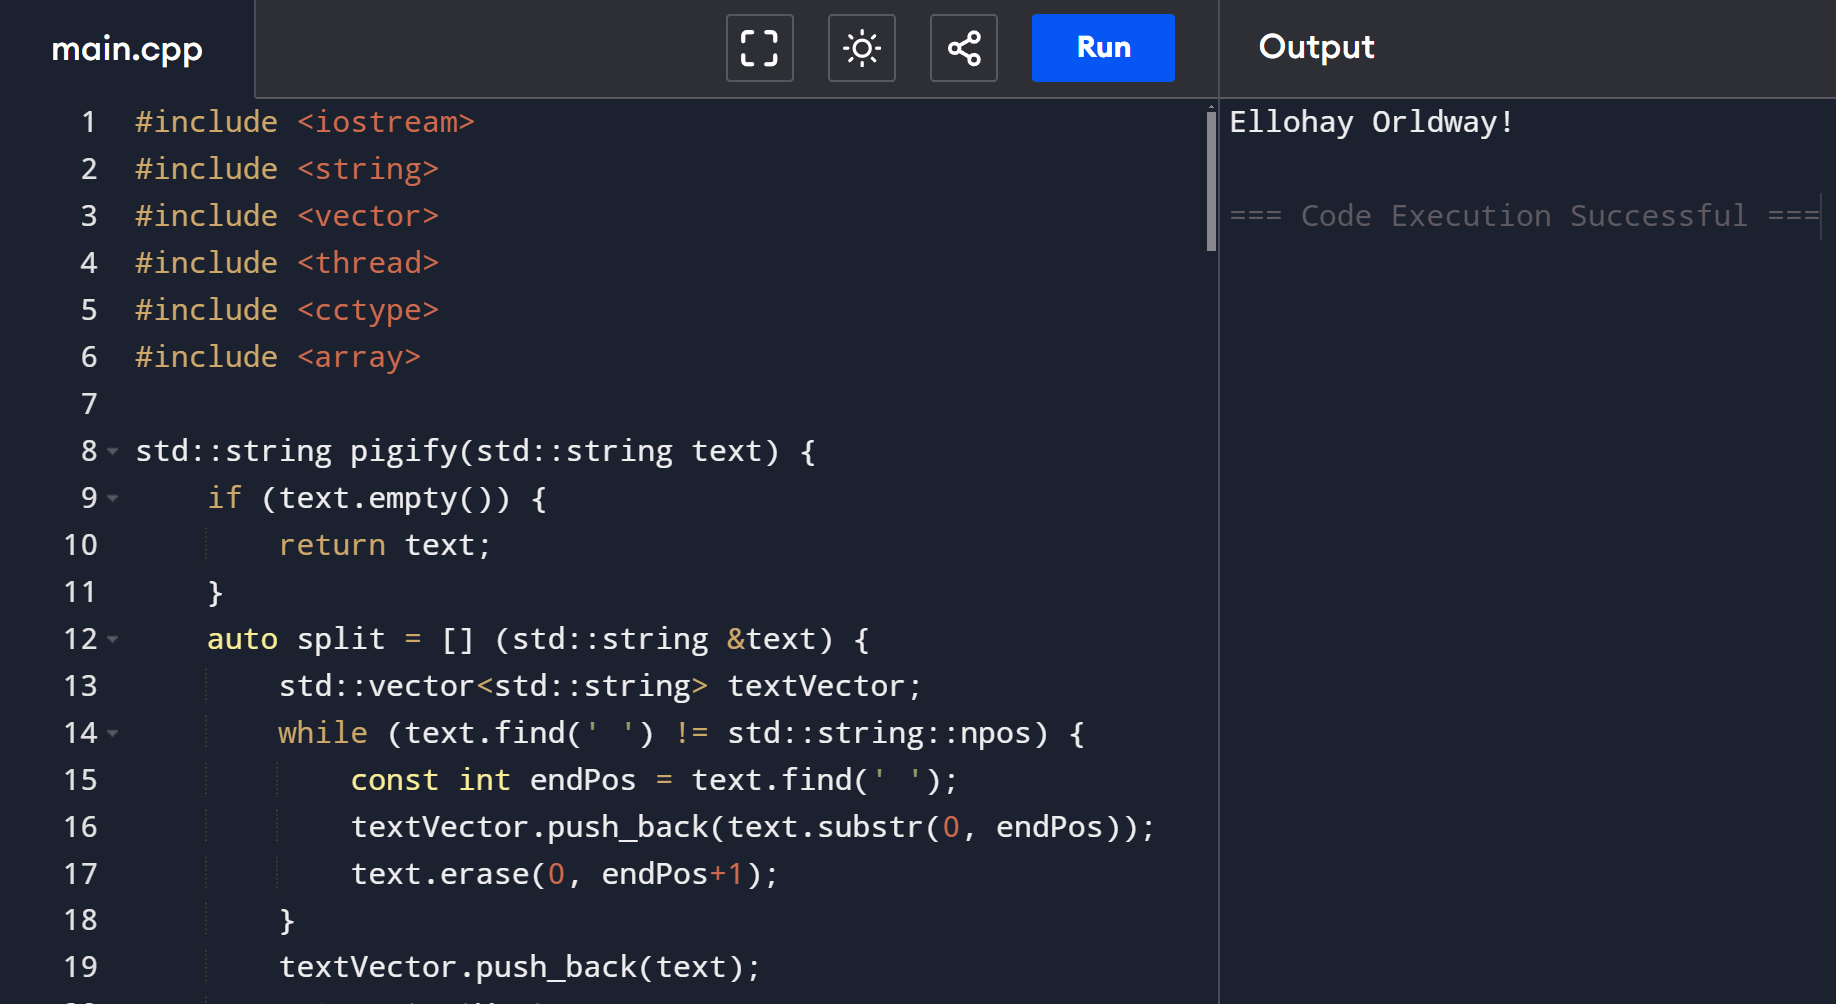 main.cpp
Run
Output
1 #include <iostream>
2 #include <string>
3 #include <vector>
4 #include <thread>
5 #include <cctype>
6 #include <array>
7
8 std::string pigify(std::string text) {
9     if (text.empty()) {
10         return text;
11     }
12     auto split = [] (std::string &text) {
13         std::vector<std::string> textVector;
14         while (text.find(' ') != std::string::npos) {
15             const int endPos = text.find(' ');
16             textVector.push_back(text.substr(0, endPos));
17             text.erase(0, endPos+1);
18         }
19         textVector.push_back(text);
Ellohay Orldway!
=== Code Execution Successful ===